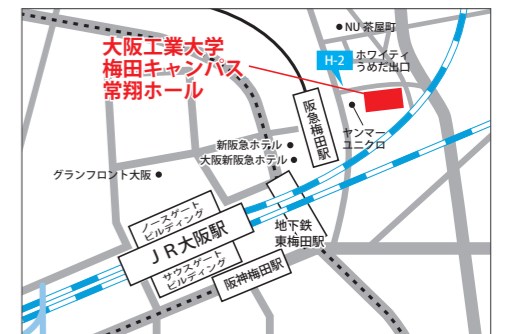 NU 茶屋町
大阪工業大学
梅田キャンパス
常翔ホール
H-2
ホワイティ
うめだ出口
阪急梅田駅
ヤンマー
ユニクロ
新阪急ホテル
大阪新阪急ホテル
グランフロント大阪
ノースゲート
ビルディング
JR大阪駅
地下鉄
東梅田駅
サウスゲート
ビルディング
阪神梅田駅